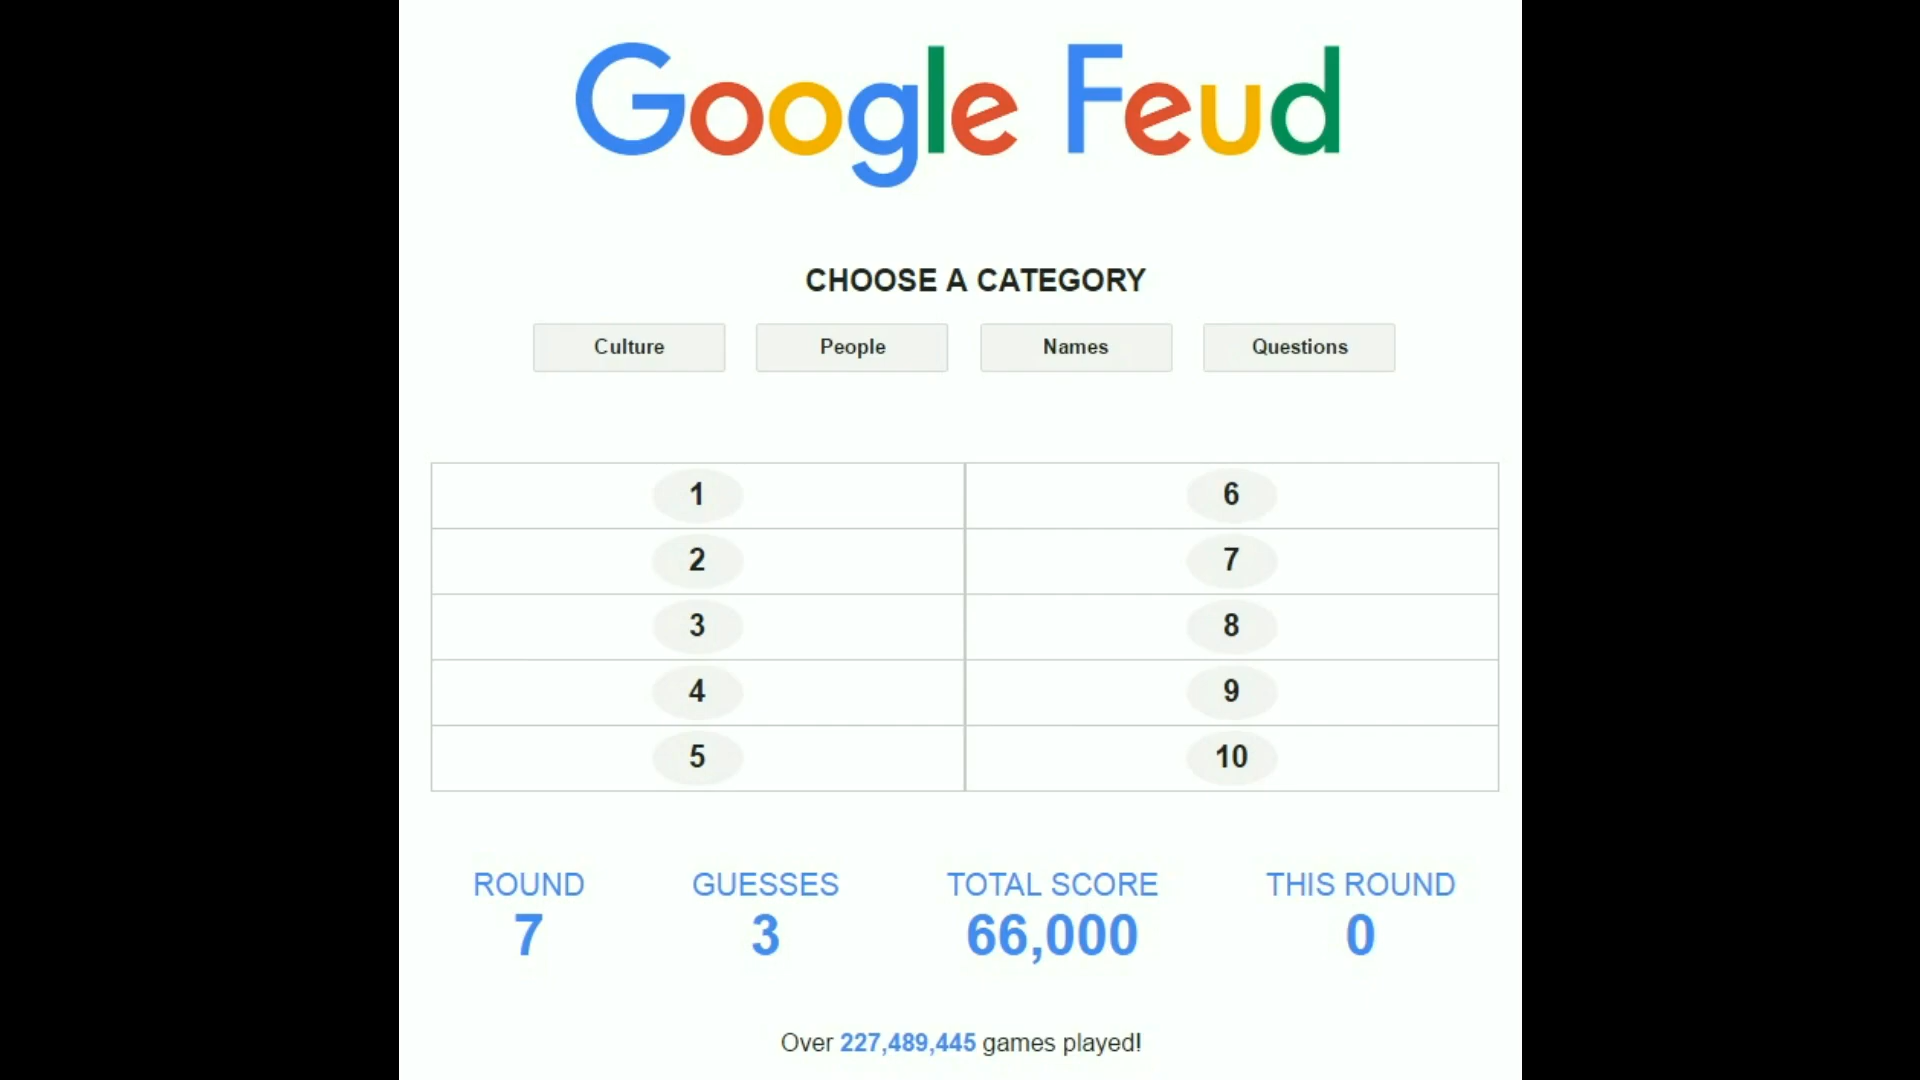 Google Feud
CHOOSE A CATEGORY
Culture People Names Questions
1 6
2 7
3 8
4 9
5 10
ROUND GUESSES TOTAL SCORE THIS ROUND
7 3 66,000 0
Over 227,489,445 games played!